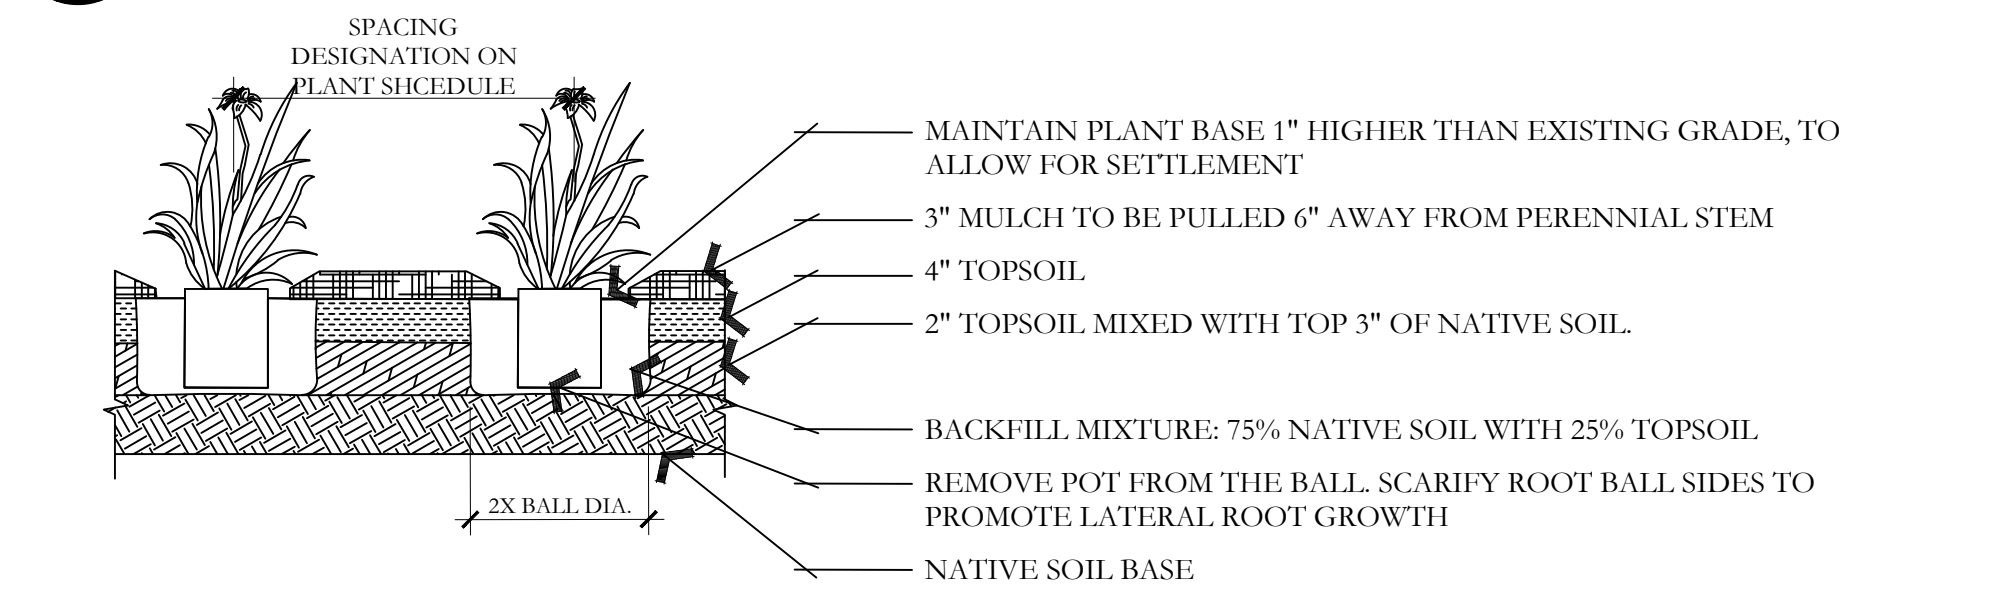 SPACING
DESIGNATION ON
PLANT SHCEDULE
MAINTAIN PLANT BASE 1" HIGHER THAN EXISTING GRADE, TO
ALLOW FOR SETTLEMENT
3" MULCH TO BE PULLED 6" AWAY FROM PERENNIAL STEM
4" TOPSOIL
2" TOPSOIL MIXED WITH TOP 3" OF NATIVE SOIL.
BACKFILL MIXTURE: 75% NATIVE SOIL WITH 25% TOPSOIL
REMOVE POT FROM THE BALL. SCARIFY ROOT BALL SIDES TO
PROMOTE LATERAL ROOT GROWTH
2X BALL DIA.
NATIVE SOIL BASE